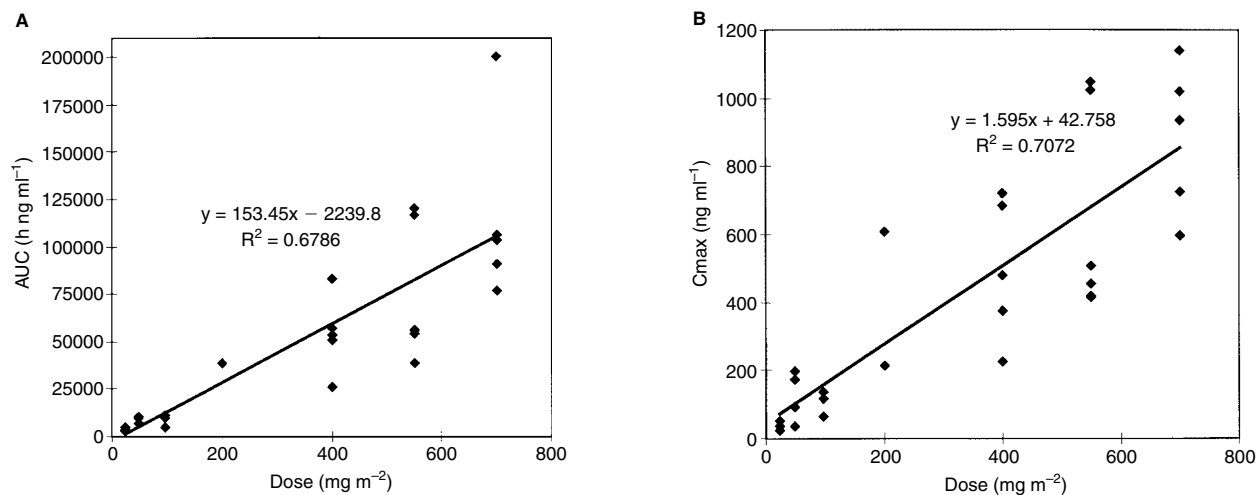 A
AUC (h ng ml⁻¹)
200000
175000
150000
125000
100000
75000
50000
25000
0
y = 153.45x − 2239.8
R² = 0.6786
0 200 400 600 800
Dose (mg m⁻²)
B
Cmax (ng ml⁻¹)
1200
1000
800
600
400
200
0
y = 1.595x + 42.758
R² = 0.7072
0 200 400 600 800
Dose (mg m⁻²)